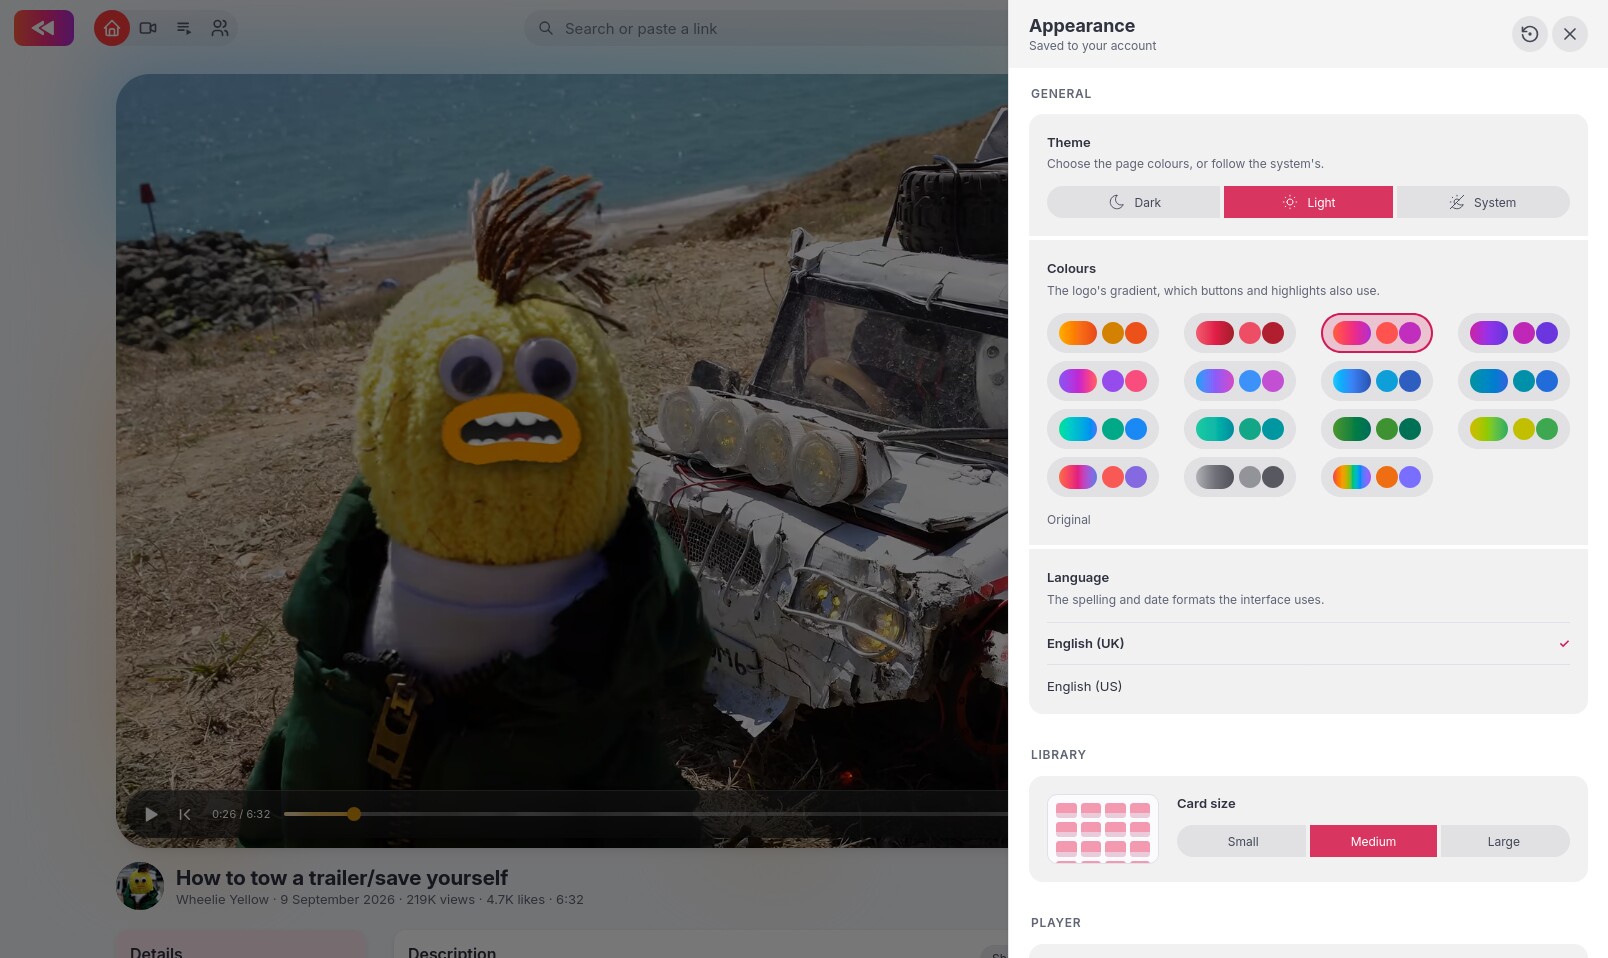 Search or paste a link
Appearance
Saved to your account
GENERAL
Theme
Choose the page colours, or follow the system's.
Dark
Light
System
Colours
The logo's gradient, which buttons and highlights also use.
Original
Language
The spelling and date formats the interface uses.
English (UK)
English (US)
LIBRARY
Card size
Small
Medium
Large
PLAYER
0:26 / 6:32
How to tow a trailer/save yourself
Wheelie Yellow · 9 September 2026 · 219K views · 4.7K likes · 6:32
Details
Description